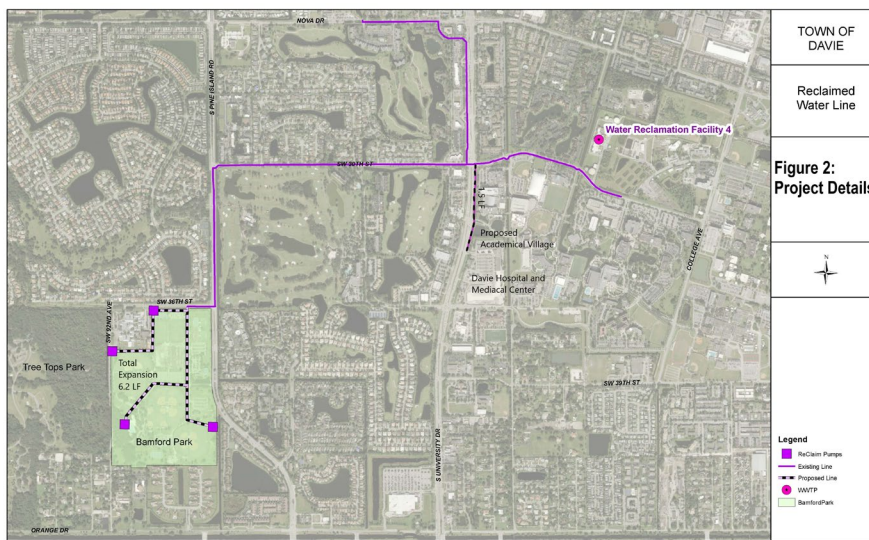 NOVA DR
S PINE ISLAND RD
Water Reclamation Facility 4
SW 30TH ST
1.5 LF
Proposed
Academical Village
Davie Hospital and
Mediacal Center
COLLEGE AVE
SW 36TH ST
SW 92ND AVE
Tree Tops Park
Total
Expansion
6.2 LF
SW 39TH ST
Bamford Park
S UNIVERSITY DR
ORANGE DR
TOWN OF
DAVIE
Reclaimed
Water Line
Figure 2:
Project Details
N
Legend
ReClaim Pumps
Existing Line
Proposed Line
WWTP
BamfordPark